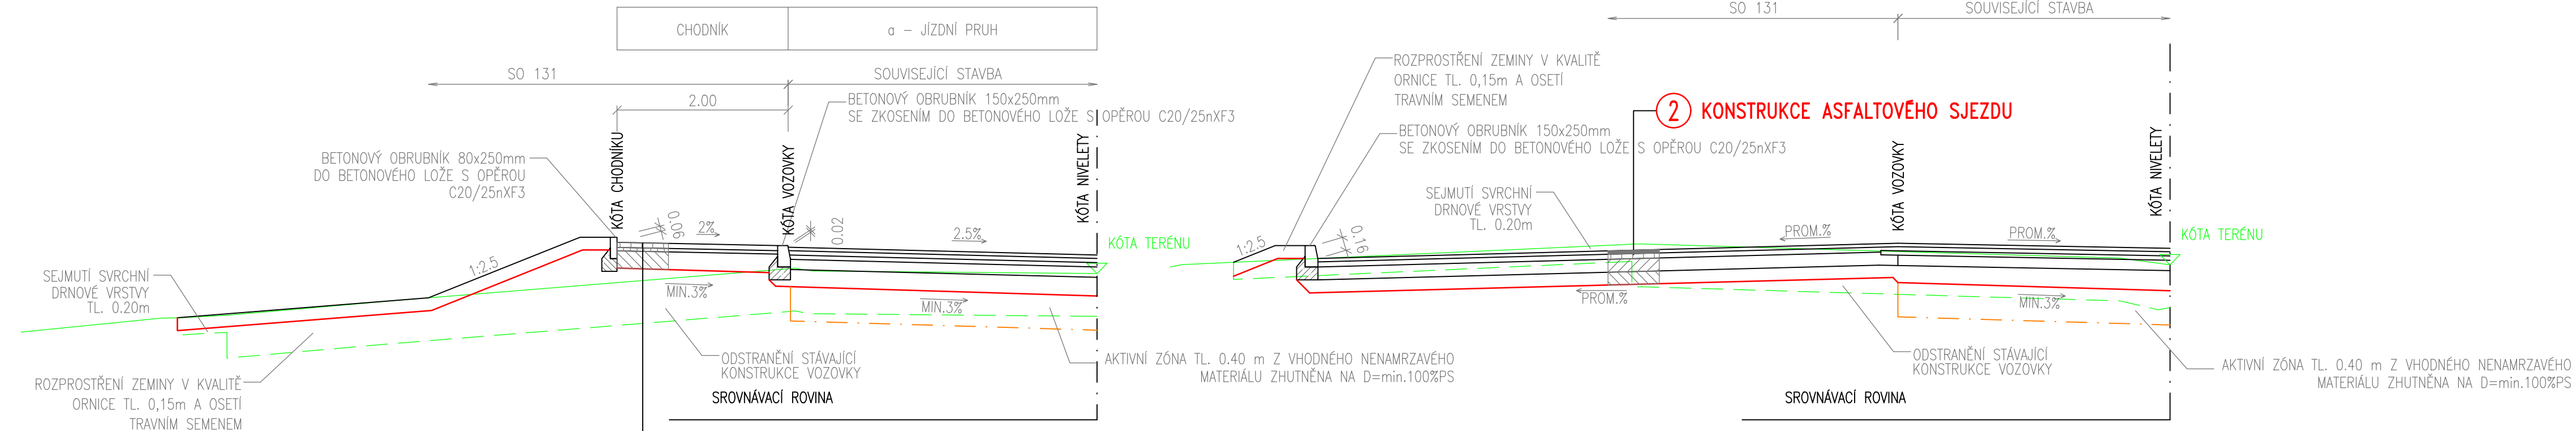 CHODNÍK
a – JÍZDNÍ PRUH
SO 131
SOUVISEJÍCÍ STAVBA
2.00
BETONOVÝ OBRUBNÍK 150x250mm
SE ZKOSENÍM DO BETONOVÉHO LOŽE S OPĚROU C20/25nXF3
BETONOVÝ OBRUBNÍK 80x250mm
DO BETONOVÉHO LOŽE S OPĚROU
C20/25nXF3
KÓTA CHODNÍKU
KÓTA VOZOVKY
KÓTA NIVELETY
0.06
2%
0.02
2.5%
KÓTA TERÉNU
1:2.5
SEJMUTÍ SVRCHNÍ
DRNOVÉ VRSTVY
TL. 0.20m
MIN.3%
MIN.3%
ODSTRANĚNÍ STÁVAJÍCÍ
KONSTRUKCE VOZOVKY
AKTIVNÍ ZÓNA TL. 0.40 m Z VHODNÉHO NENAMRZAVÉHO
MATERIÁLU ZHUTNĚNA NA D=min.100%PS
ROZPROSTŘENÍ ZEMINY V KVALITĚ
ORNICE TL. 0,15m A OSETÍ
TRAVNÍM SEMENEM
SROVNÁVACÍ ROVINA
SO 131
SOUVISEJÍCÍ STAVBA
ROZPROSTŘENÍ ZEMINY V KVALITĚ
ORNICE TL. 0,15m A OSETÍ
TRAVNÍM SEMENEM
2 KONSTRUKCE ASFALTOVÉHO SJEZDU
BETONOVÝ OBRUBNÍK 150x250mm
SE ZKOSENÍM DO BETONOVÉHO LOŽE S OPĚROU C20/25nXF3
KÓTA VOZOVKY
KÓTA NIVELETY
SEJMUTÍ SVRCHNÍ
DRNOVÉ VRSTVY
TL. 0.20m
1:2.5
0.16
PROM.%
PROM.%
KÓTA TERÉNU
PROM.%
MIN.3%
ODSTRANĚNÍ STÁVAJÍCÍ
KONSTRUKCE VOZOVKY
AKTIVNÍ ZÓNA TL. 0.40 m Z VHODNÉHO NENAMRZAVÉHO
MATERIÁLU ZHUTNĚNA NA D=min.100%PS
SROVNÁVACÍ ROVINA